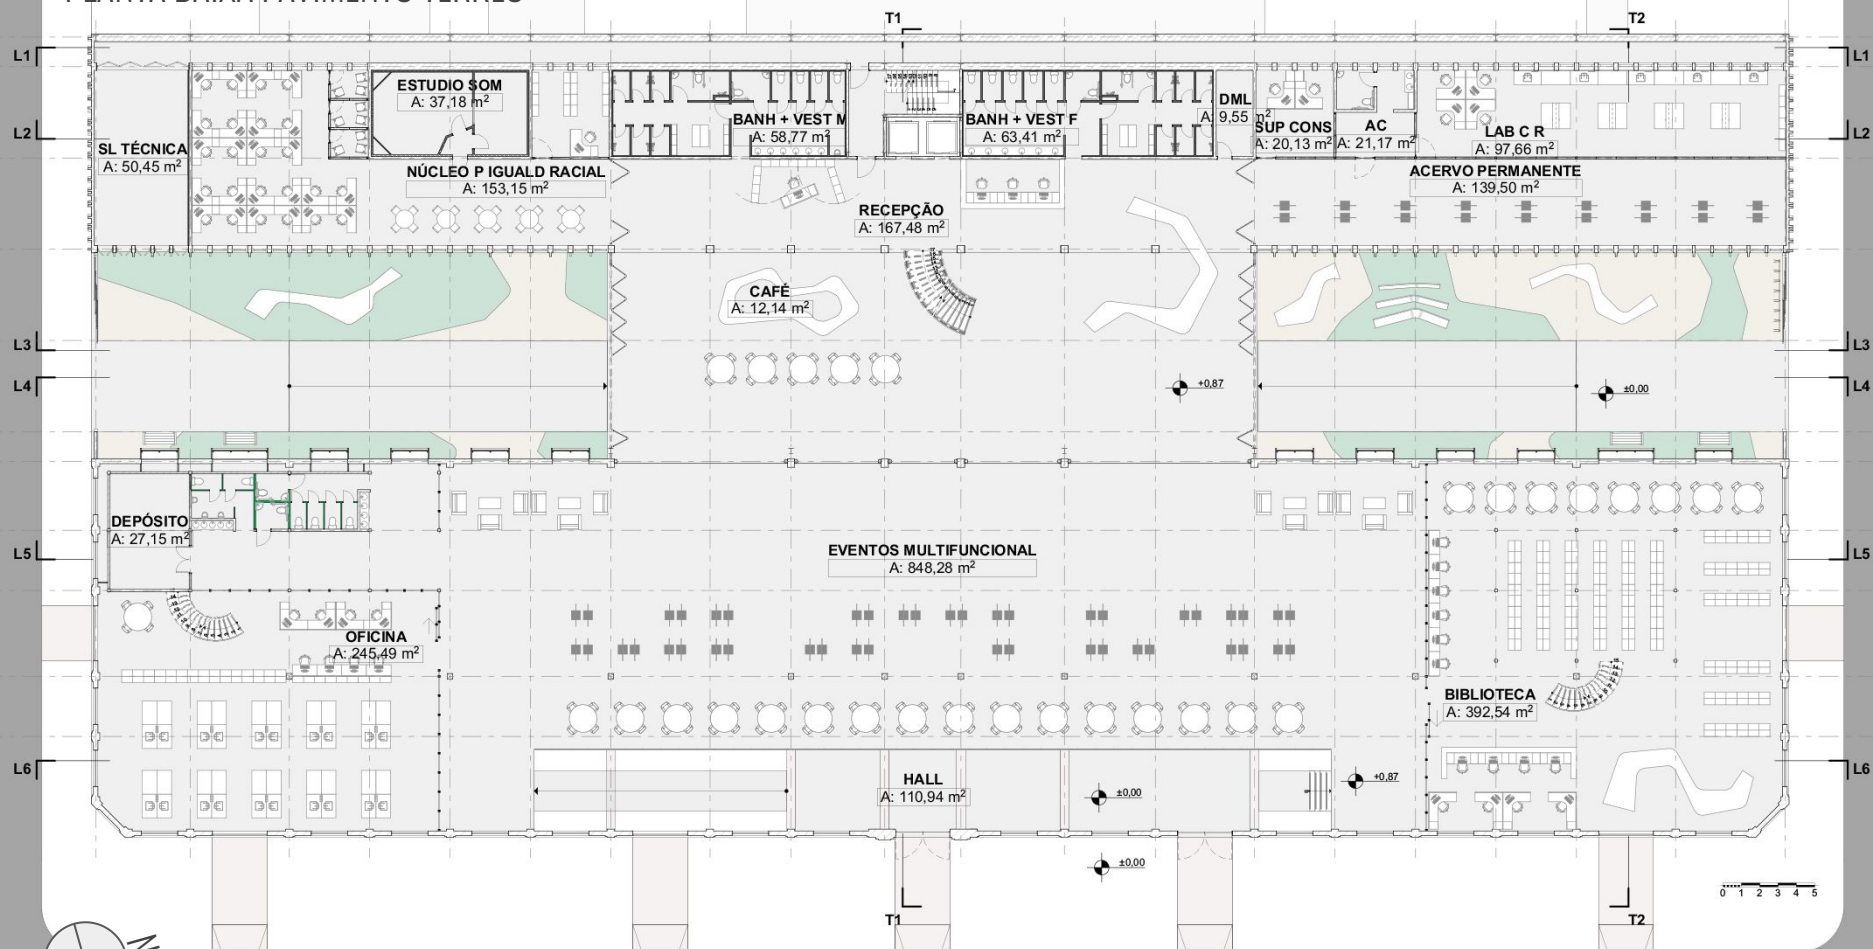 PLANTA BAIXA PAVIMENTO TÉRREO
T1
T2
L1
L1
ESTUDIO SOM
A: 37,18 m²
DML
A: 9,55 m²
BANH + VEST M
A: 58,77 m²
BANH + VEST F
A: 63,41 m²
SUP CONS
A: 20,13 m²
AC
A: 21,17 m²
LAB C R
A: 97,66 m²
L2
L2
SL TÉCNICA
A: 50,45 m²
NÚCLEO P IGUALD RACIAL
A: 153,15 m²
ACERVO PERMANENTE
A: 139,50 m²
RECEPÇÃO
A: 167,48 m²
CAFÉ
A: 12,14 m²
L3
L3
L4
L4
+0,87
±0,00
DEPÓSITO
A: 27,15 m²
EVENTOS MULTIFUNCIONAL
A: 848,28 m²
L5
L5
OFICINA
A: 245,49 m²
BIBLIOTECA
A: 392,54 m²
L6
L6
HALL
A: 110,94 m²
+0,87
±0,00
±0,00
0 1 2 3 4 5
T1
T2
N